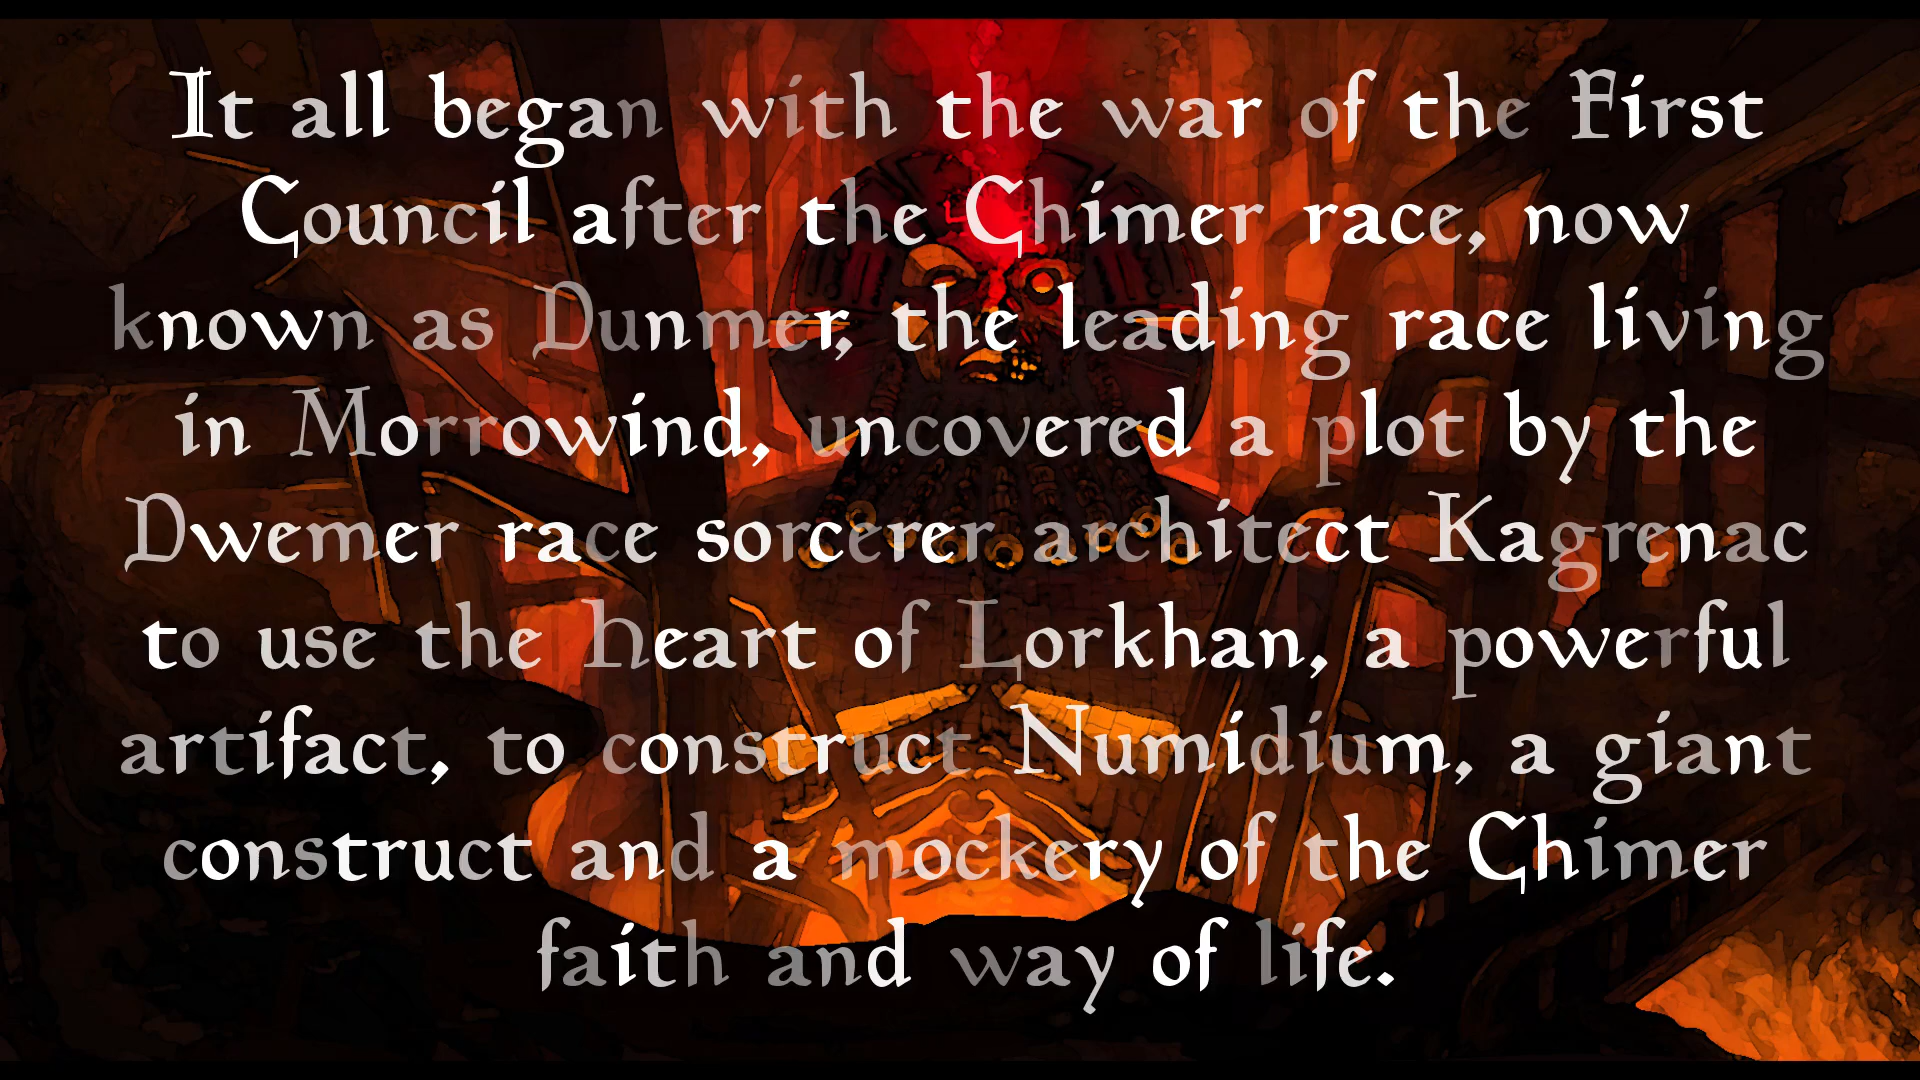 It all began with the war of the First
Council after the Chimer race, now
known as Dunmer, the leading race living
in Morrowind, uncovered a plot by the
Dwemer race sorcerer architect Kagrenac
to use the heart of Lorkhan, a powerful
artifact, to construct Numidium, a giant
construct and a mockery of the Chimer
faith and way of life.